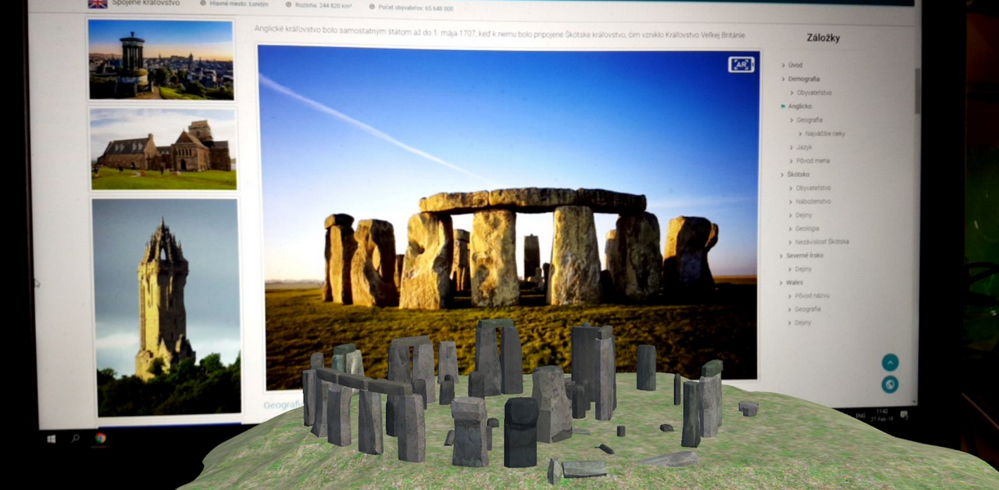 Spojené kráľovstvo
Hlavné mesto: Londýn
Rozloha: 244 820 km²
Počet obyvateľov: 65 648 000
Anglické kráľovstvo bolo samostatným štátom až do 1. mája 1707, keď k nemu bolo pripojené Škótske kráľovstvo, čím vzniklo Kráľovstvo Veľkej Británie.
AR
Geografi
Záložky
Úvod
Demografia
Obyvateľstvo
Anglicko
Geografia
Najväčšie rieky
Jazyk
Pôvod mena
Škótsko
Obyvateľstvo
Náboženstvo
Dejiny
Geológia
Nezávislosť Škótska
Severné Írsko
Dejiny
Wales
Pôvod názvu
Geografia
Dejiny
ENG
11:42
27-Feb-18